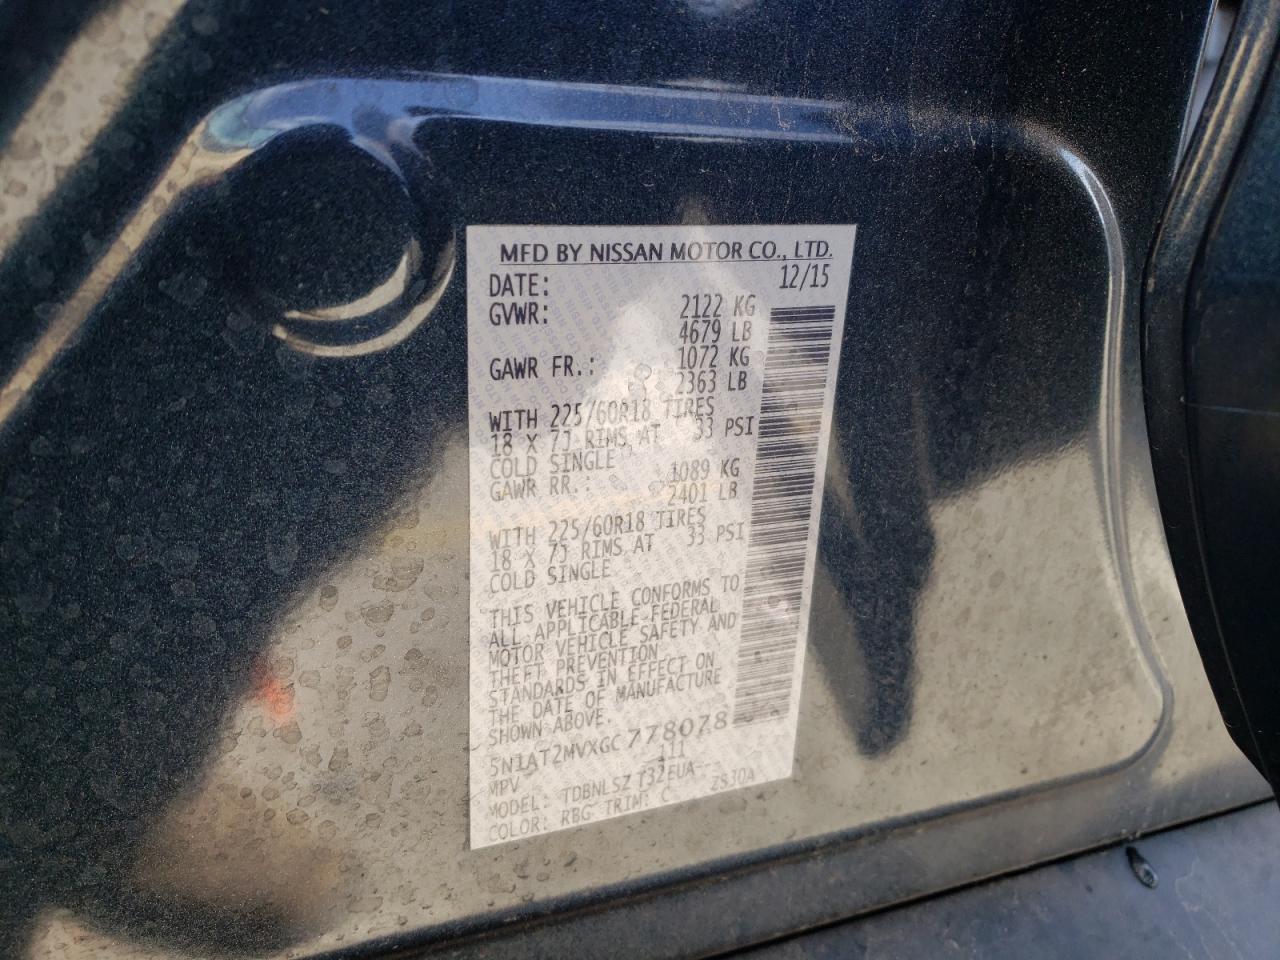 MFD BY NISSAN MOTOR CO., LTD.
DATE: 12/15
GVWR: 2122 KG
4679 LB
GAWR FR.: 1072 KG
2363 LB
WITH 225/60R18 TIRES
18 X 7J RIMS AT 33 PSI
COLD SINGLE
GAWR RR.: 1089 KG
2401 LB
WITH 225/60R18 TIRES
18 X 7J RIMS AT 33 PSI
COLD SINGLE
THIS VEHICLE CONFORMS TO
ALL APPLICABLE FEDERAL
MOTOR VEHICLE SAFETY AND
THEFT PREVENTION
STANDARDS IN EFFECT ON
THE DATE OF MANUFACTURE
SHOWN ABOVE.
5N1AT2MVXGC778078
MPV 111
MODEL: TDBNLSZ T32EUA---
COLOR: RBG TRIM: C